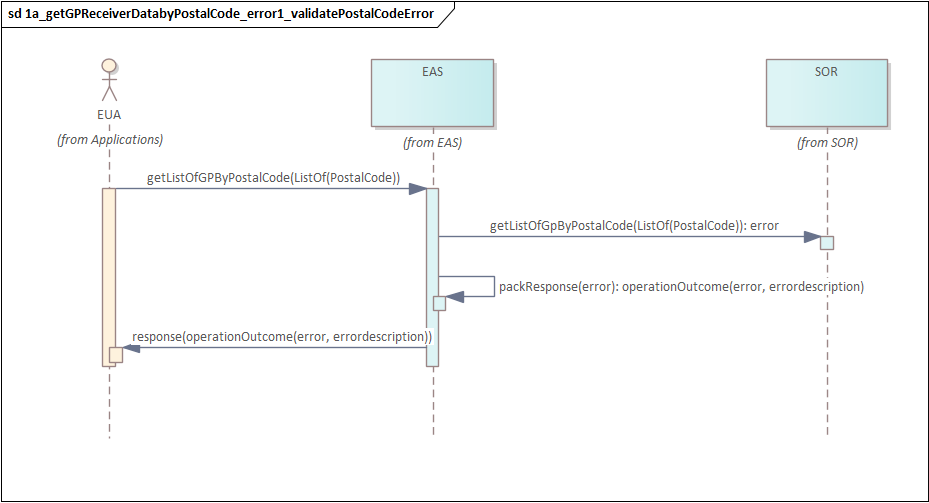 sd 1a_getGPReceiverDatabyPostalCode_error1_validatePostalCodeError
EAS
SOR
EUA
(from Applications)
(from EAS)
(from SOR)
getListOfGPByPostalCode(ListOf(PostalCode))
getListOfGpByPostalCode(ListOf(PostalCode)): error
packResponse(error): operationOutcome(error, errordescription)
response(operationOutcome(error, errordescription))